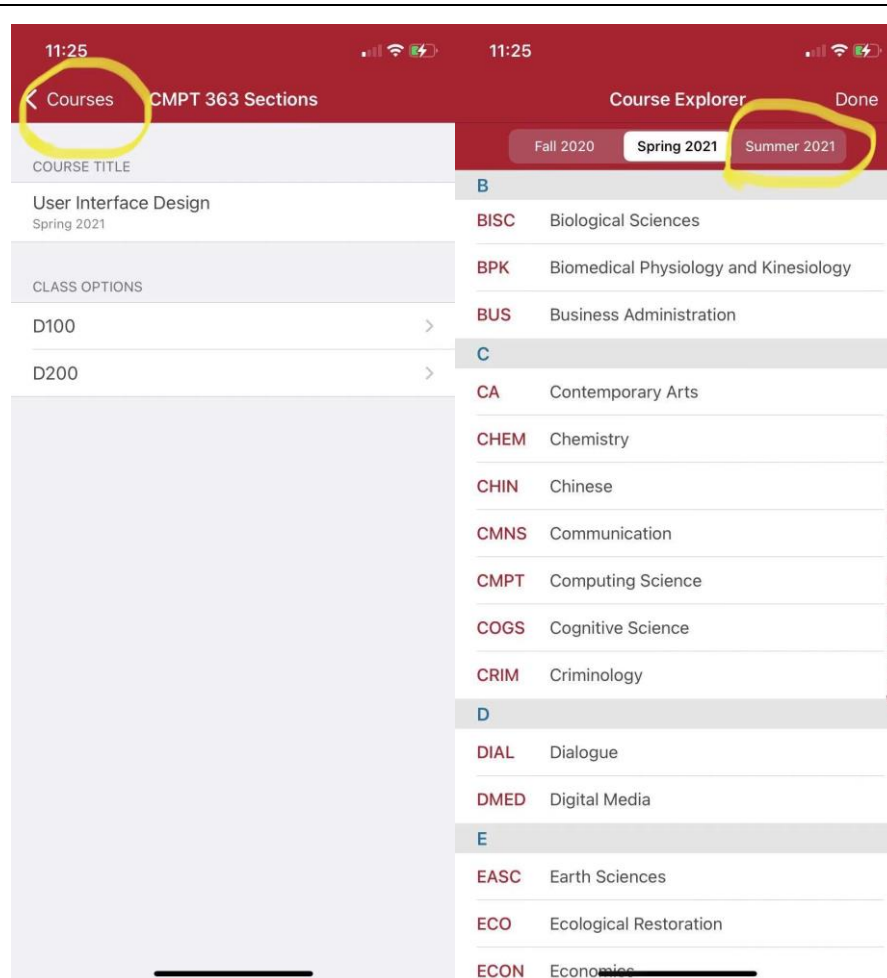 11:25
Courses
CMPT 363 Sections
COURSE TITLE
User Interface Design
Spring 2021
CLASS OPTIONS
D100
D200
11:25
Course Explorer
Done
Fall 2020
Spring 2021
Summer 2021
B
BISC Biological Sciences
BPK Biomedical Physiology and Kinesiology
BUS Business Administration
C
CA Contemporary Arts
CHEM Chemistry
CHIN Chinese
CMNS Communication
CMPT Computing Science
COGS Cognitive Science
CRIM Criminology
D
DIAL Dialogue
DMED Digital Media
E
EASC Earth Sciences
ECO Ecological Restoration
ECON Economics